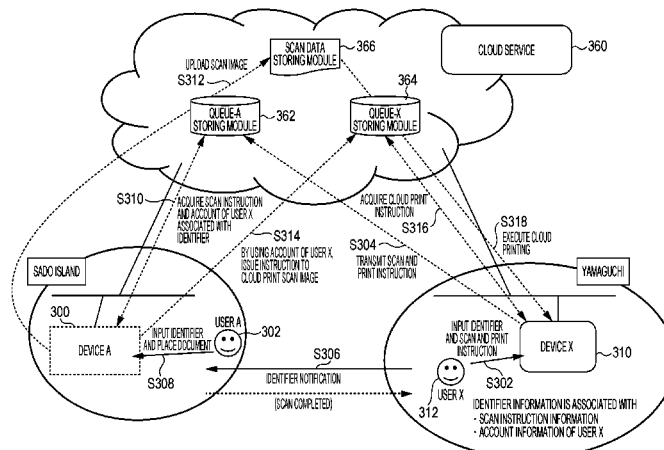 SCAN DATA
STORING MODULE
366
CLOUD SERVICE
360
UPLOAD SCAN IMAGE
S312
364
QUEUE-A
STORING MODULE
362
QUEUE-X
STORING MODULE
S310
ACQUIRE SCAN INSTRUCTION
AND ACCOUNT OF USER X
ASSOCIATED WITH
IDENTIFIER
ACQUIRE CLOUD PRINT
INSTRUCTION
S316
S318
EXECUTE CLOUD
PRINTING
S314
BY USING ACCOUNT OF USER X,
ISSUE INSTRUCTION TO
CLOUD PRINT SCAN IMAGE
S304
TRANSMIT SCAN AND
PRINT INSTRUCTION
SADO ISLAND
YAMAGUCHI
300
DEVICE A
INPUT IDENTIFIER
AND PLACE DOCUMENT
S308
USER A
302
S306
IDENTIFIER NOTIFICATION
(SCAN COMPLETED)
INPUT IDENTIFIER
AND SCAN AND PRINT
INSTRUCTION
S302
DEVICE X
310
312
USER X
IDENTIFIER INFORMATION IS ASSOCIATED WITH
· SCAN INSTRUCTION INFORMATION
· ACCOUNT INFORMATION OF USER X